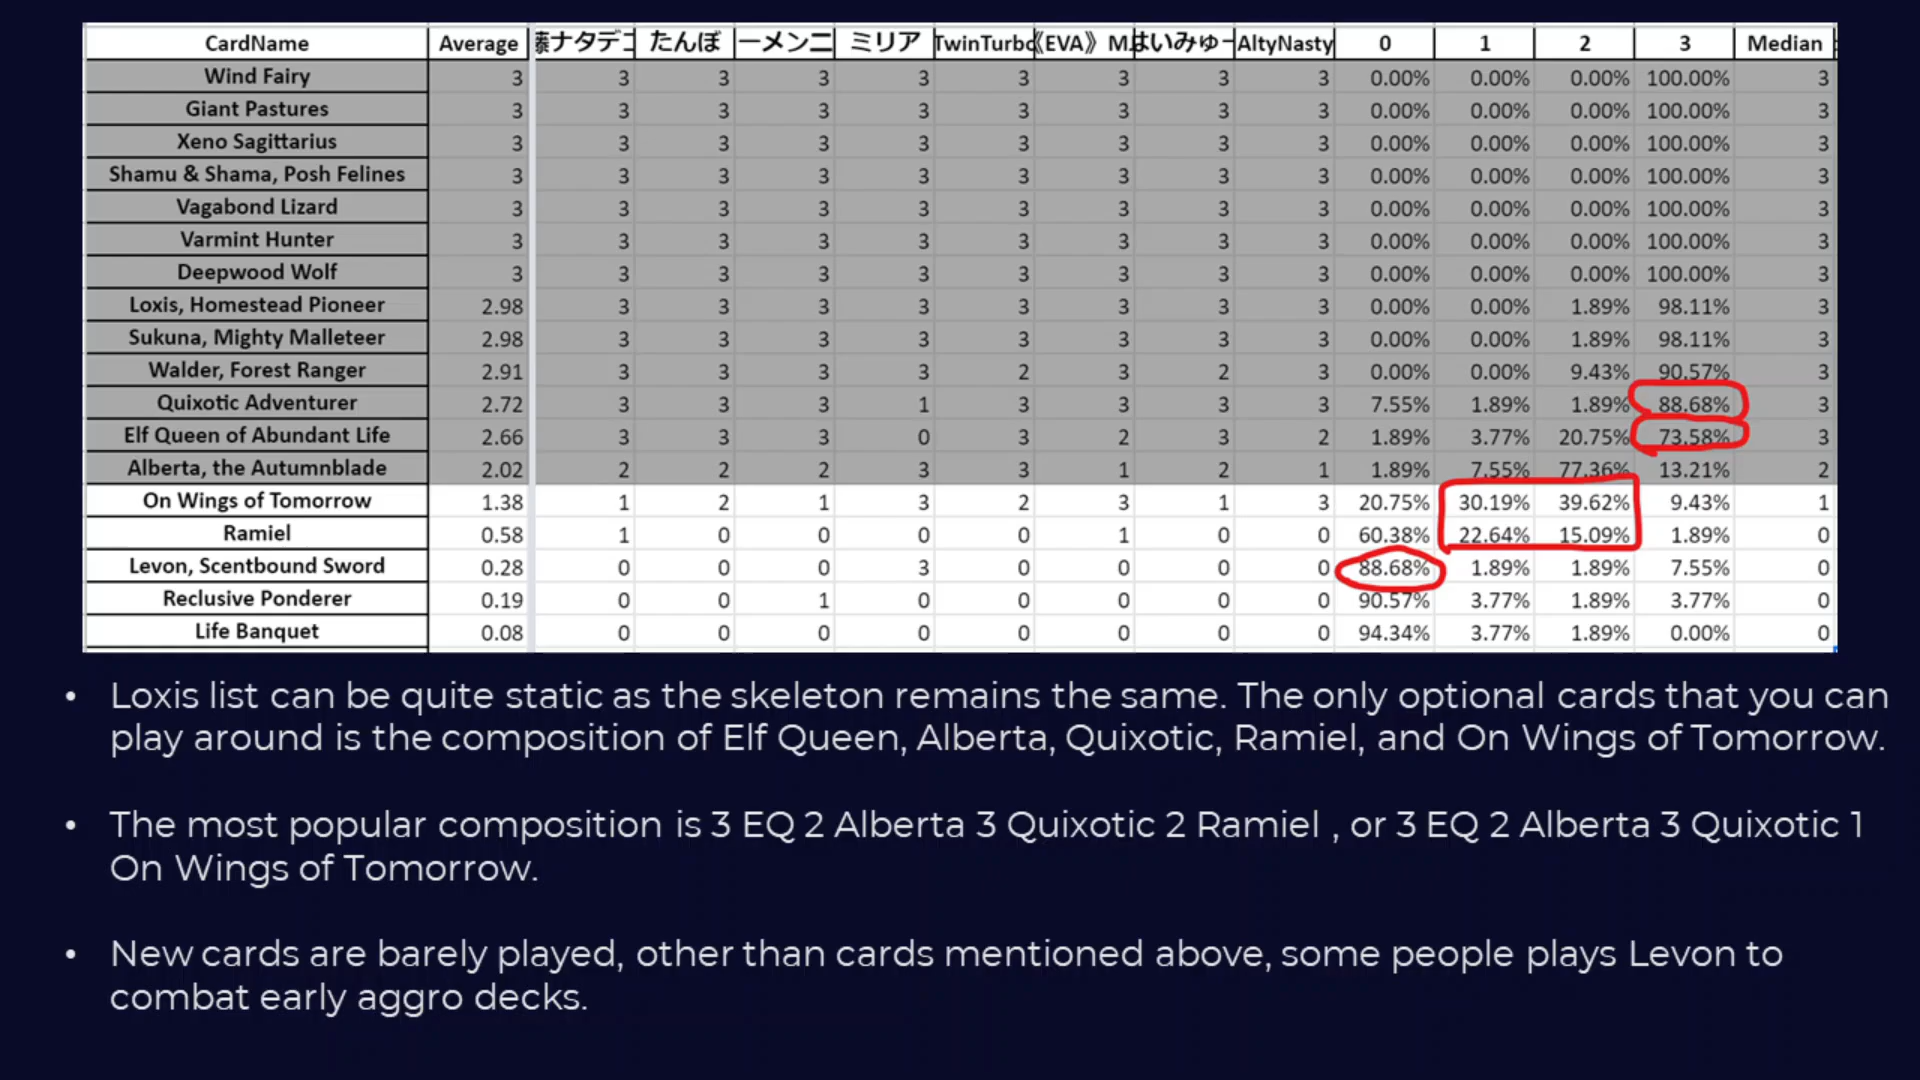 CardName Average 藤ナタデコ たんぽ ーメンニ ミリア TwinTurbo 《EVA》 M. はいみゅー AltyNasty 0 1 2 3 Median
Wind Fairy 3 3 3 3 3 3 3 3 3 0.00% 0.00% 0.00% 100.00% 3
Giant Pastures 3 3 3 3 3 3 3 3 3 0.00% 0.00% 0.00% 100.00% 3
Xeno Sagittarius 3 3 3 3 3 3 3 3 3 0.00% 0.00% 0.00% 100.00% 3
Shamu & Shama, Posh Felines 3 3 3 3 3 3 3 3 3 0.00% 0.00% 0.00% 100.00% 3
Vagabond Lizard 3 3 3 3 3 3 3 3 3 0.00% 0.00% 0.00% 100.00% 3
Varmint Hunter 3 3 3 3 3 3 3 3 3 0.00% 0.00% 0.00% 100.00% 3
Deepwood Wolf 3 3 3 3 3 3 3 3 3 0.00% 0.00% 0.00% 100.00% 3
Loxis, Homestead Pioneer 2.98 3 3 3 3 3 3 3 3 0.00% 0.00% 1.89% 98.11% 3
Sukuna, Mighty Malleteer 2.98 3 3 3 3 3 3 3 3 0.00% 0.00% 1.89% 98.11% 3
Walder, Forest Ranger 2.91 3 3 3 3 2 3 2 3 0.00% 0.00% 9.43% 90.57% 3
Quixotic Adventurer 2.72 3 3 3 1 3 3 3 3 7.55% 1.89% 1.89% 88.68% 3
Elf Queen of Abundant Life 2.66 3 3 3 0 3 2 3 2 1.89% 3.77% 20.75% 73.58% 3
Alberta, the Autumnblade 2.02 2 2 2 3 3 1 2 1 1.89% 7.55% 77.36% 13.21% 2
On Wings of Tomorrow 1.38 1 2 1 3 2 3 1 3 20.75% 30.19% 39.62% 9.43% 1
Ramiel 0.58 1 0 0 0 0 1 0 0 60.38% 22.64% 15.09% 1.89% 0
Levon, Scentbound Sword 0.28 0 0 0 3 0 0 0 0 88.68% 1.89% 1.89% 7.55% 0
Reclusive Ponderer 0.19 0 0 1 0 0 0 0 0 90.57% 3.77% 1.89% 3.77% 0
Life Banquet 0.08 0 0 0 0 0 0 0 0 94.34% 3.77% 1.89% 0.00% 0
• Loxis list can be quite static as the skeleton remains the same. The only optional cards that you can
play around is the composition of Elf Queen, Alberta, Quixotic, Ramiel, and On Wings of Tomorrow.
• The most popular composition is 3 EQ 2 Alberta 3 Quixotic 2 Ramiel , or 3 EQ 2 Alberta 3 Quixotic 1
On Wings of Tomorrow.
• New cards are barely played, other than cards mentioned above, some people plays Levon to
combat early aggro decks.